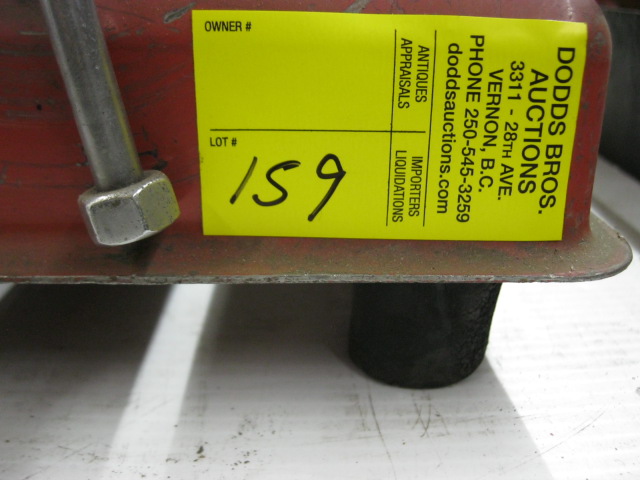 OWNER #
LOT #
159
ANTIQUES
APPRAISALS
IMPORTERS
LIQUIDATIONS
DODDS BROS.
AUCTIONS
3311 - 28TH AVE.
VERNON, B.C.
PHONE 250-545-3259
doddsauctions.com